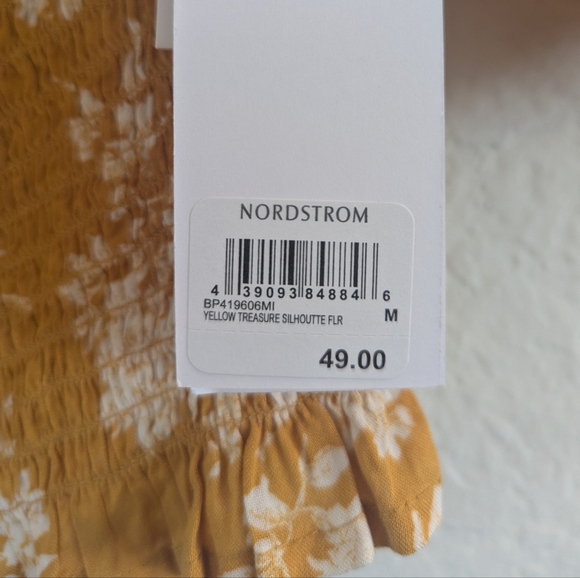 NORDSTROM
4 39093 84884 6
BP419606MI
YELLOW TREASURE SILHOUTTE FLR
M
49.00